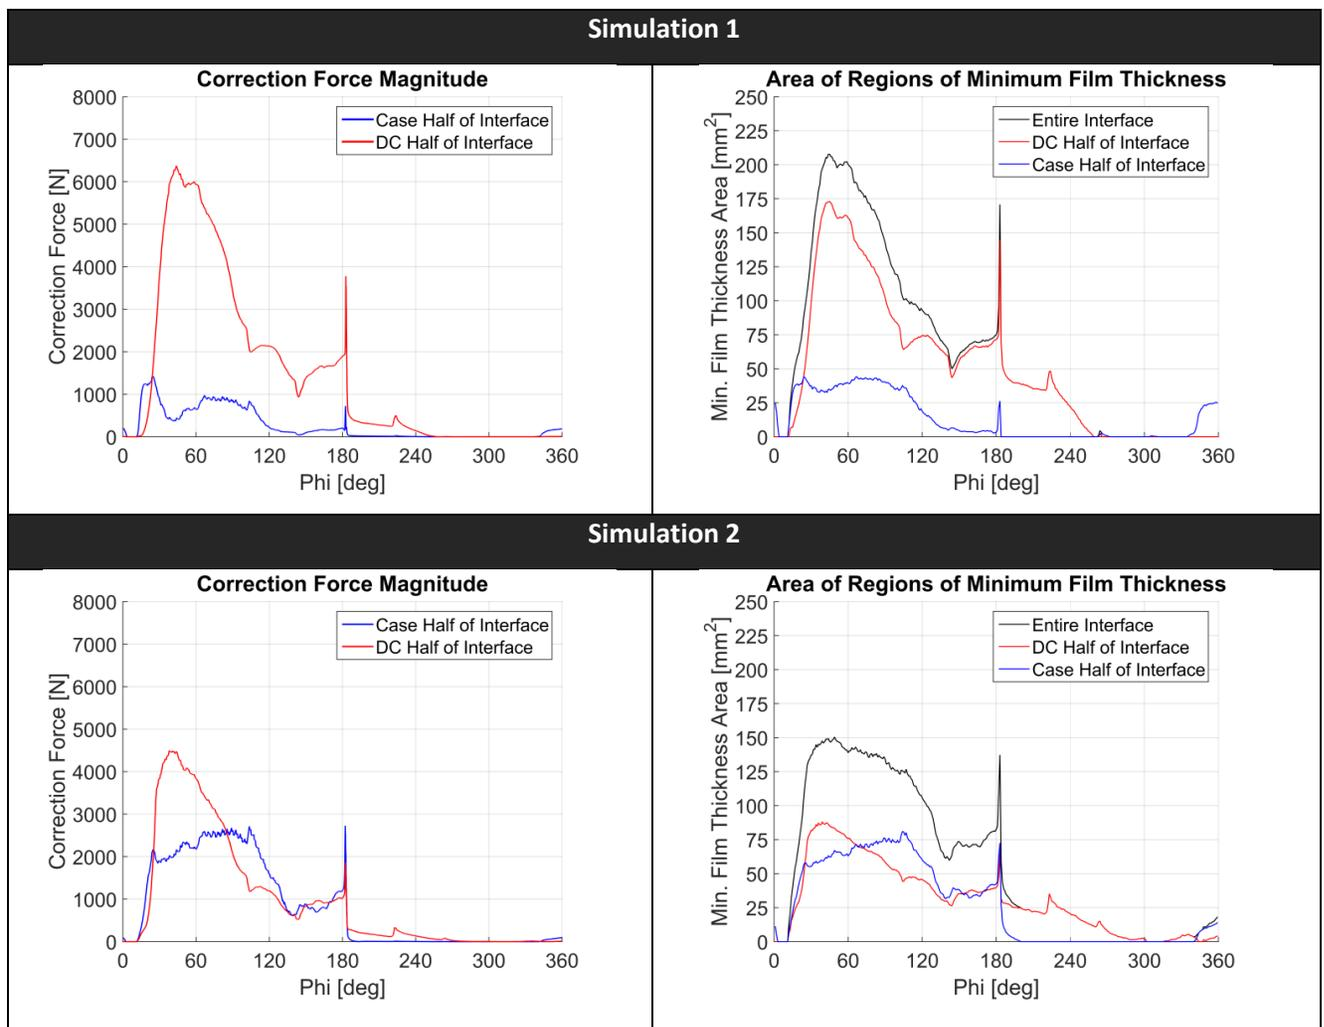 Simulation 1
Correction Force Magnitude
8000
7000
6000
5000
4000
3000
2000
1000
0
Correction Force [N]
Case Half of Interface
DC Half of Interface
0 60 120 180 240 300 360
Phi [deg]
Area of Regions of Minimum Film Thickness
250
225
200
175
150
125
100
75
50
25
0
Min. Film Thickness Area [mm²]
Entire Interface
DC Half of Interface
Case Half of Interface
0 60 120 180 240 300 360
Phi [deg]
Simulation 2
Correction Force Magnitude
8000
7000
6000
5000
4000
3000
2000
1000
0
Correction Force [N]
Case Half of Interface
DC Half of Interface
0 60 120 180 240 300 360
Phi [deg]
Area of Regions of Minimum Film Thickness
250
225
200
175
150
125
100
75
50
25
0
Min. Film Thickness Area [mm²]
Entire Interface
DC Half of Interface
Case Half of Interface
0 60 120 180 240 300 360
Phi [deg]